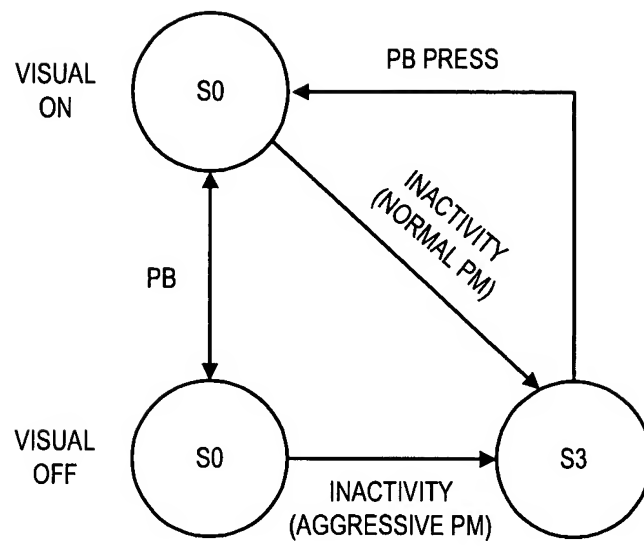 VISUAL
ON
S0
PB PRESS
INACTIVITY
(NORMAL PM)
PB
VISUAL
OFF
S0
S3
INACTIVITY
(AGGRESSIVE PM)